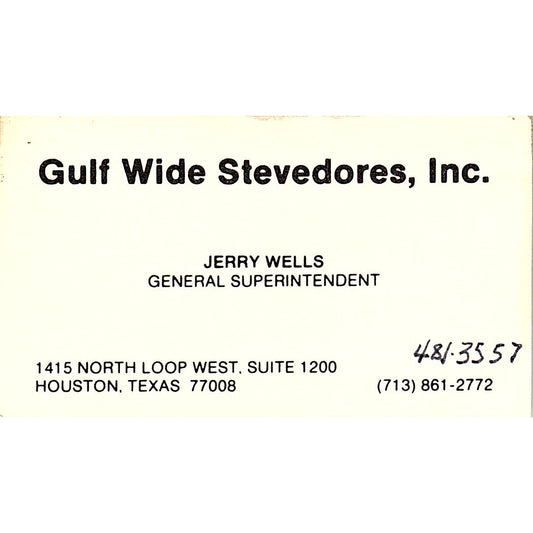 Gulf Wide Stevedores, Inc.
JERRY WELLS
GENERAL SUPERINTENDENT
481-3557
1415 NORTH LOOP WEST, SUITE 1200
HOUSTON, TEXAS 77008
(713) 861-2772